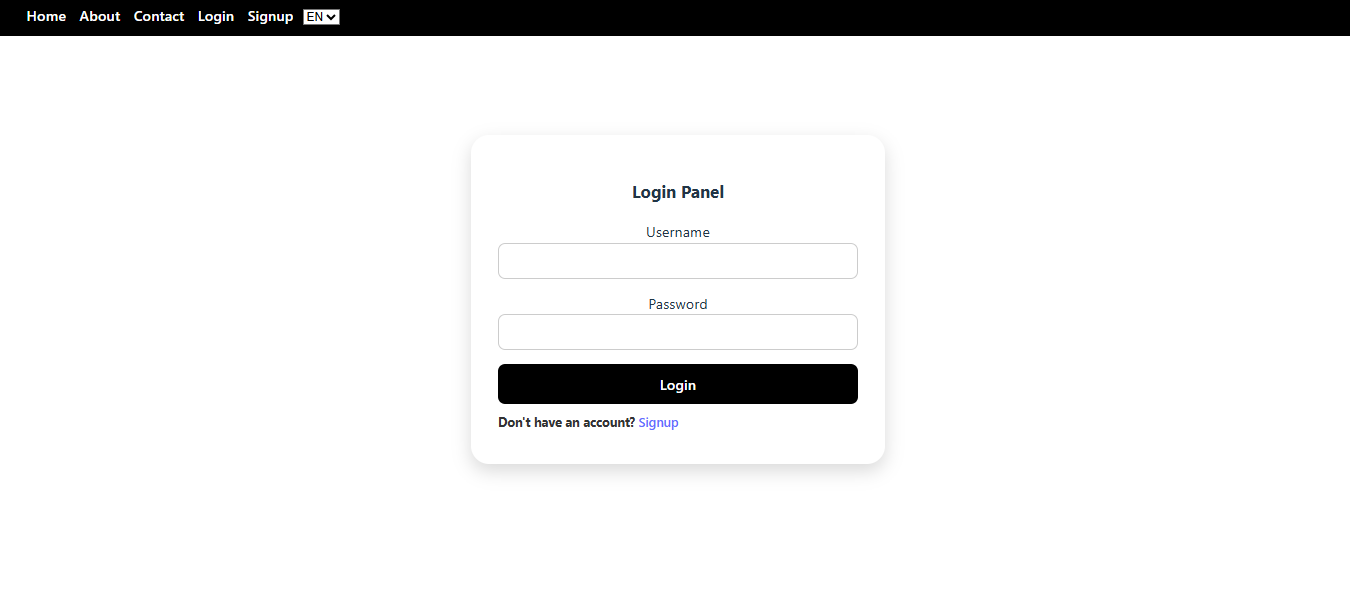 Home About Contact Login Signup EN
Login Panel
Username
Password
Login
Don't have an account? Signup